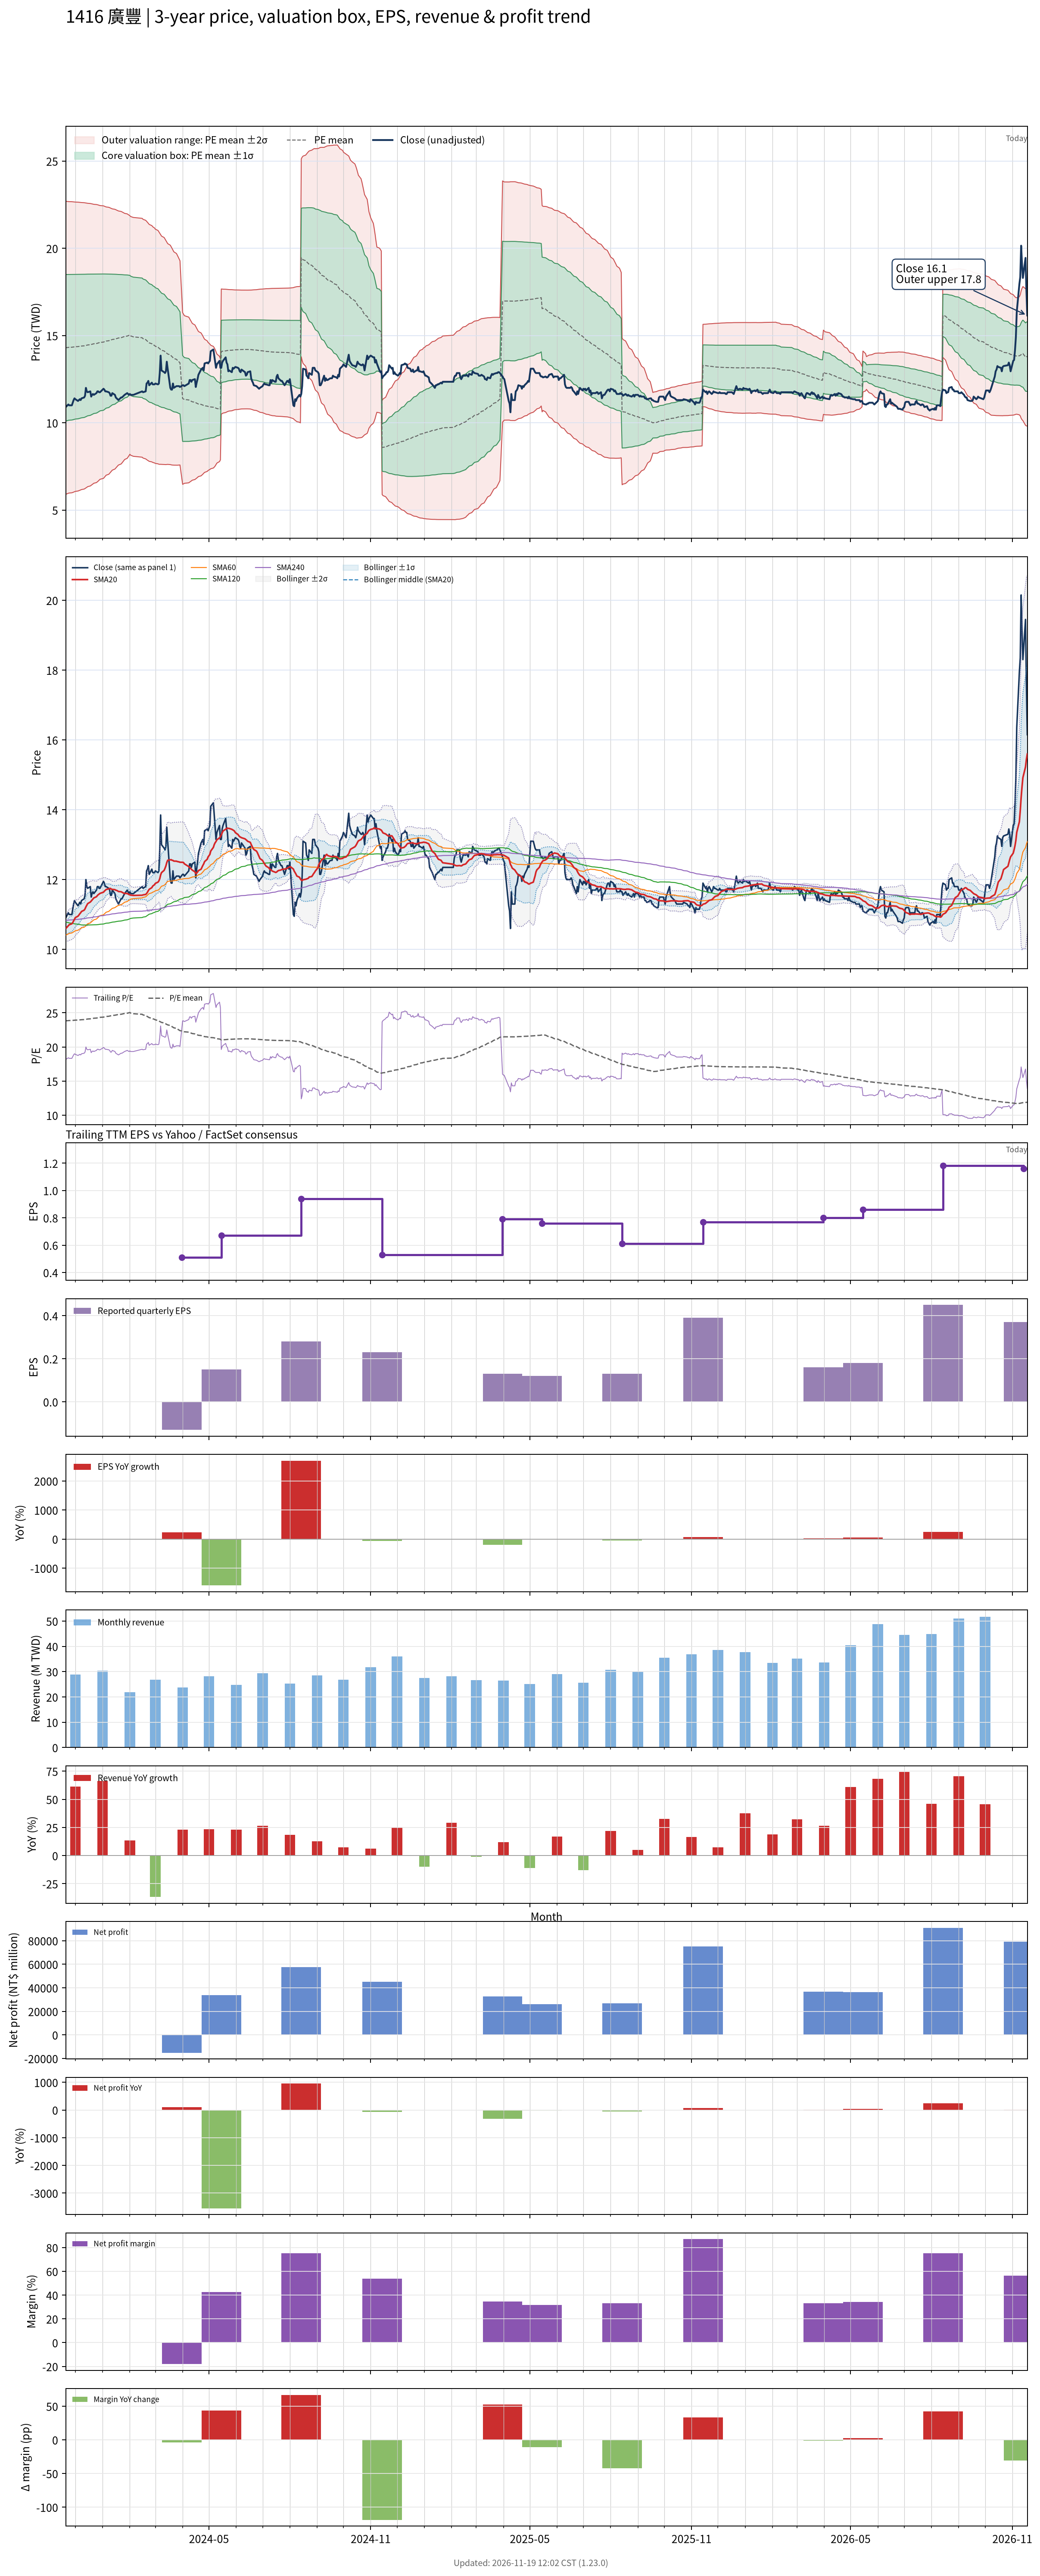 1416 廣豐 | 3-year price, valuation box, EPS, revenue & profit trend
Outer valuation range: PE mean ±2σ
Core valuation box: PE mean ±1σ
PE mean
Close (unadjusted)
Today
Close 16.1
Outer upper 17.8
Price (TWD)
25
20
15
10
5
Close (same as panel 1)
SMA20
SMA60
SMA120
SMA240
Bollinger ±2σ
Bollinger ±1σ
Bollinger middle (SMA20)
Price
20
18
16
14
12
10
Trailing P/E
P/E mean
P/E
25
20
15
10
Trailing TTM EPS vs Yahoo / FactSet consensus
Today
EPS
1.2
1.0
0.8
0.6
0.4
Reported quarterly EPS
EPS
0.4
0.2
0.0
EPS YoY growth
YoY (%)
2000
1000
0
-1000
Monthly revenue
Revenue (M TWD)
50
40
30
20
10
0
Revenue YoY growth
YoY (%)
75
50
25
0
-25
Month
Net profit
Net profit (NT$ million)
80000
60000
40000
20000
0
-20000
Net profit YoY
YoY (%)
1000
0
-1000
-2000
-3000
Net profit margin
Margin (%)
80
60
40
20
0
-20
Margin YoY change
Δ margin (pp)
50
0
-50
-100
2024-05
2024-11
2025-05
2025-11
2026-05
2026-11
Updated: 2026-11-19 12:02 CST (1.23.0)